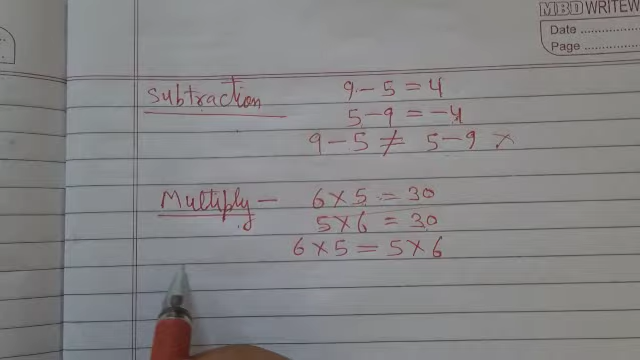 MBD WRITEW
Date
Page
Subtraction 9 - 5 = 4
5 - 9 = -4
9 - 5 ≠ 5 - 9 ×
Multiply - 6 × 5 = 30
5 × 6 = 30
6 × 5 = 5 × 6